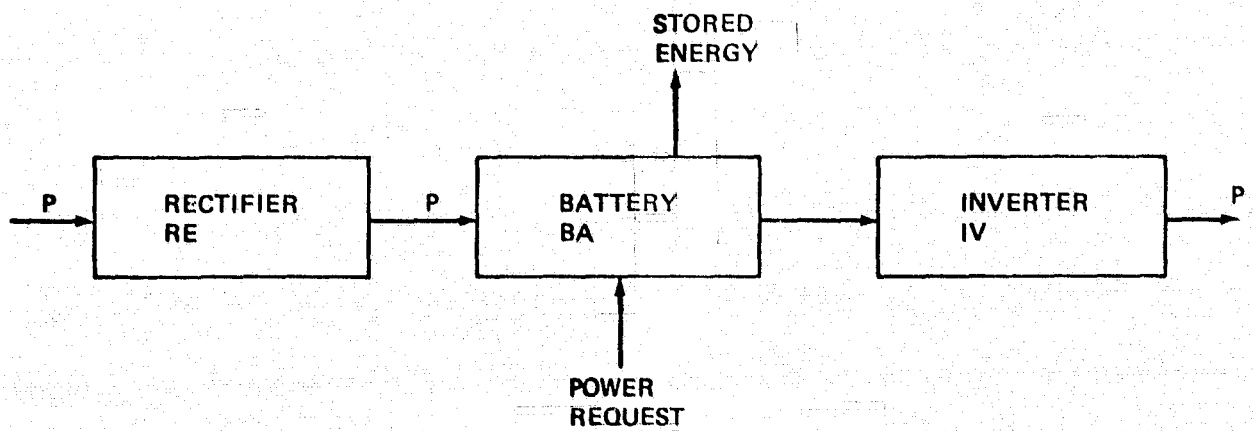 STORED
ENERGY
P
RECTIFIER
RE
P
BATTERY
BA
INVERTER
IV
P
POWER
REQUEST